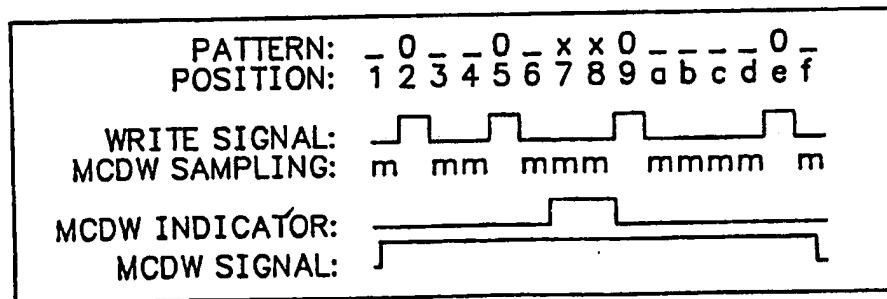 PATTERN: _ 0 _ _ 0 _ x x 0 _ _ _ _ 0 _
POSITION: 1 2 3 4 5 6 7 8 9 a b c d e f
WRITE SIGNAL:
MCDW SAMPLING: m mm mmm mmmm m
MCDW INDICATOR:
MCDW SIGNAL: